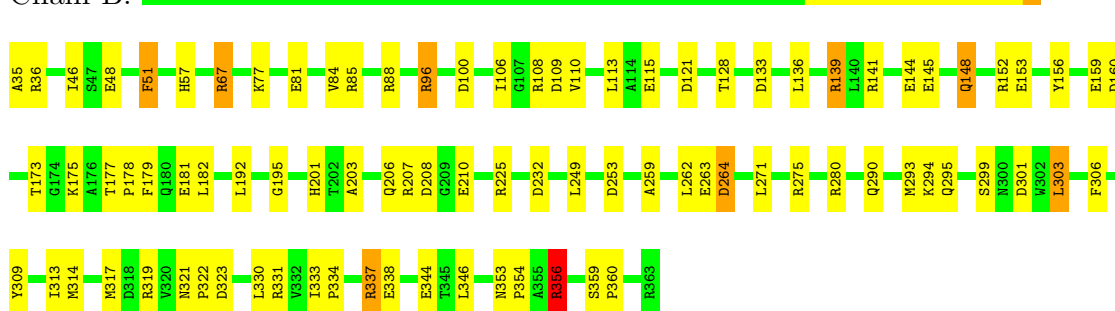 Chain B:
A35 R36 I46 S47 E48 F51 H57 R67 K77 E81 V84 R85 R88 R96 D100 I106 G107 R108 D109 V110 L113 A114 E115 D121 T128 D133 L136 R139 L140 R141 E144 E145 Q148 R152 E153 Y156 E159 D160
T173 G174 K175 A176 T177 P178 F179 Q180 E181 L182 L192 G195 H201 T202 A203 Q206 R207 D208 G209 E210 R225 D232 L249 D253 A259 L262 E263 D264 L271 R275 R280 Q290 M293 K294 Q295 S299 N300 D301 W302 L303 F306
Y309 I313 M314 M317 D318 R319 V320 N321 P322 D323 L330 R331 V332 I333 P334 R337 E338 E344 T345 L346 N353 P354 A355 R356 S359 P360 R363